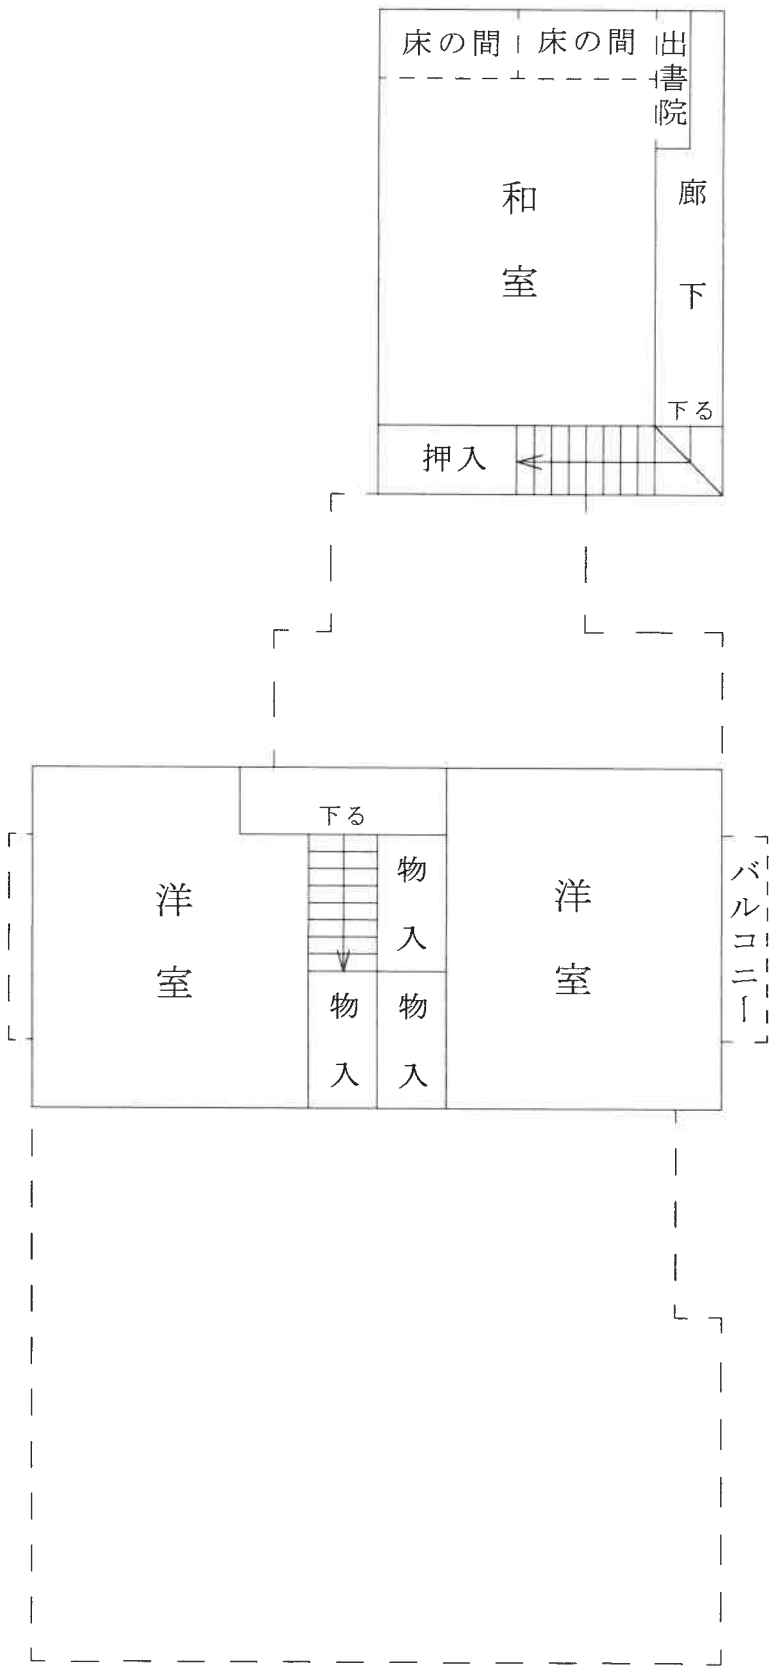 床の間
床の間
出書院
和室
廊下
下る
押入
下る
洋室
物入
洋室
バルコニー
物入
物入